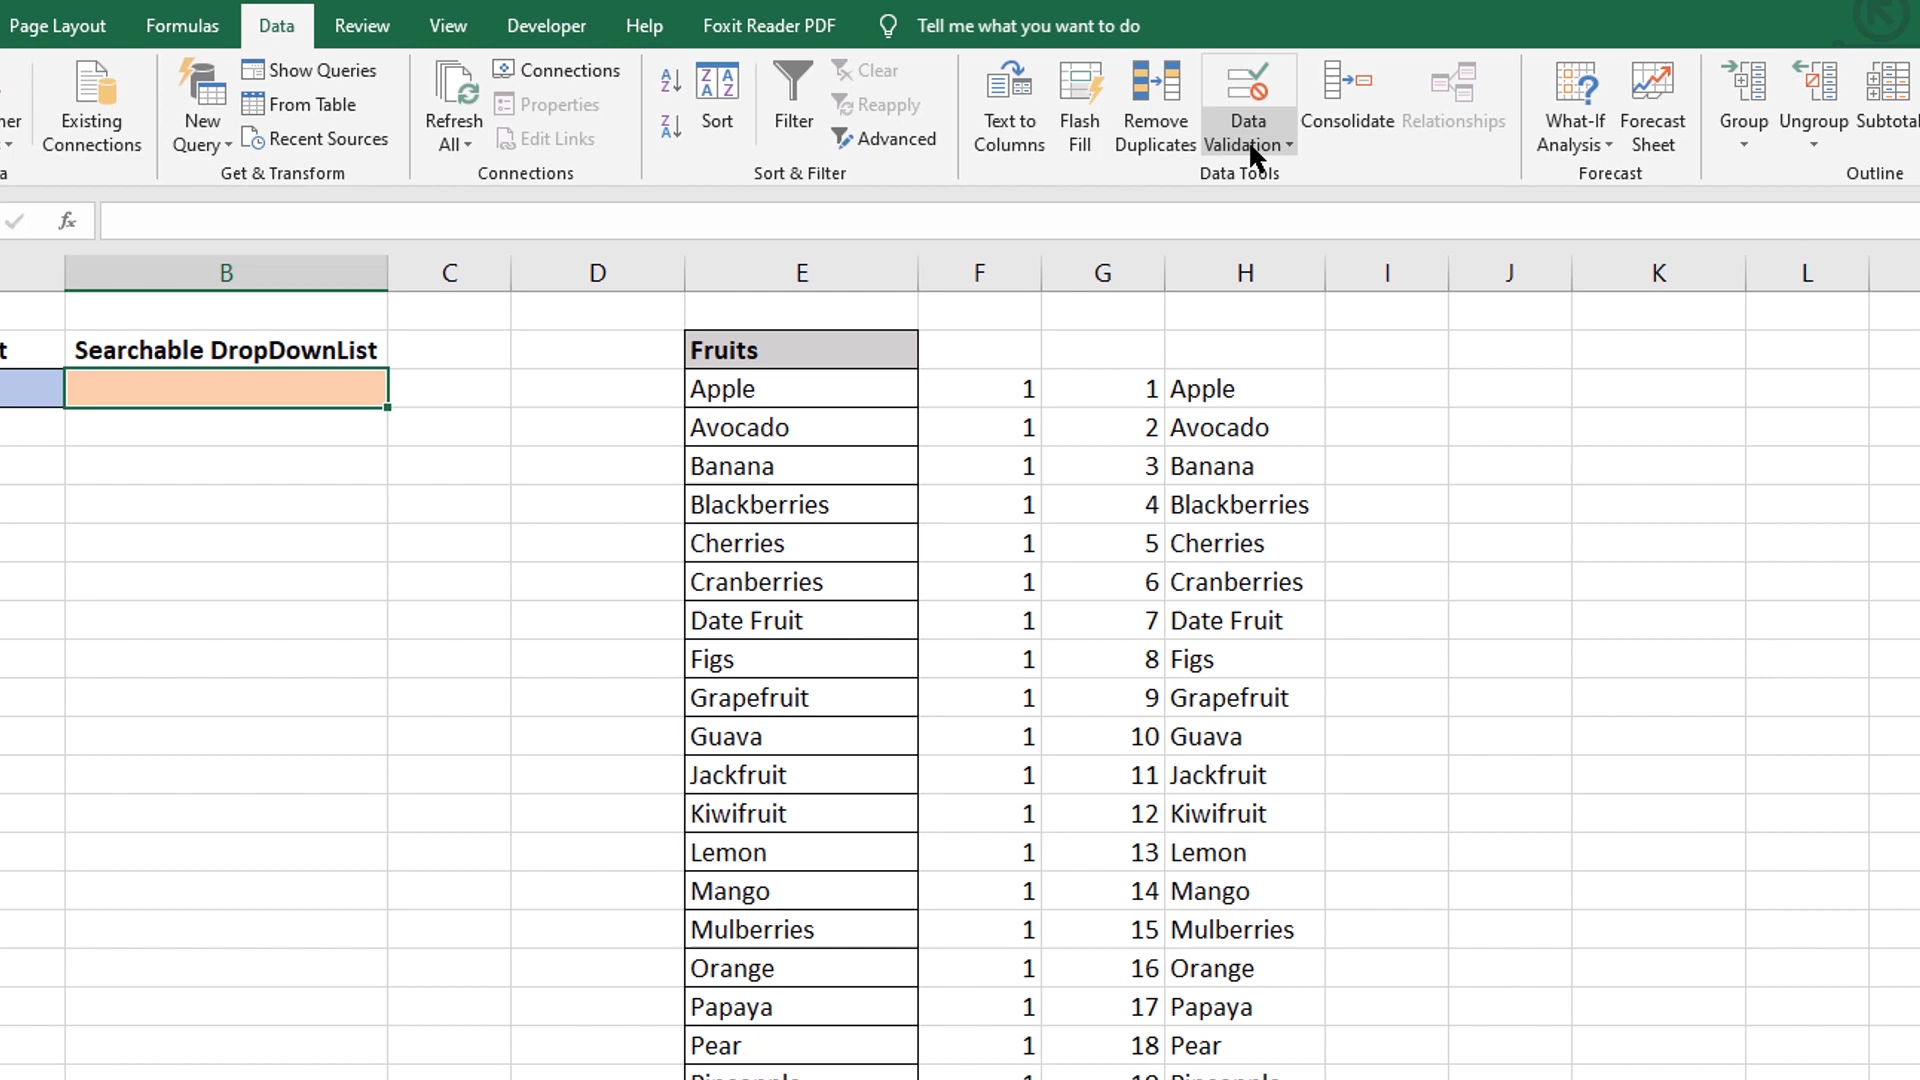 Page Layout Formulas Data Review View Developer Help Foxit Reader PDF Tell me what you want to do
Existing Connections
New Query
Show Queries
From Table
Recent Sources
Get & Transform
Refresh All
Connections
Properties
Edit Links
Connections
Sort
Filter
Clear
Reapply
Advanced
Sort & Filter
Text to Columns
Flash Fill
Remove Duplicates
Data Validation
Consolidate
Relationships
Data Tools
What-If Analysis
Forecast Sheet
Forecast
Group
Ungroup
Outline
fx
B C D E F G H I J K L
Searchable DropDownList Fruits
Apple 1 1 Apple
Avocado 1 2 Avocado
Banana 1 3 Banana
Blackberries 1 4 Blackberries
Cherries 1 5 Cherries
Cranberries 1 6 Cranberries
Date Fruit 1 7 Date Fruit
Figs 1 8 Figs
Grapefruit 1 9 Grapefruit
Guava 1 10 Guava
Jackfruit 1 11 Jackfruit
Kiwifruit 1 12 Kiwifruit
Lemon 1 13 Lemon
Mango 1 14 Mango
Mulberries 1 15 Mulberries
Orange 1 16 Orange
Papaya 1 17 Papaya
Pear 1 18 Pear